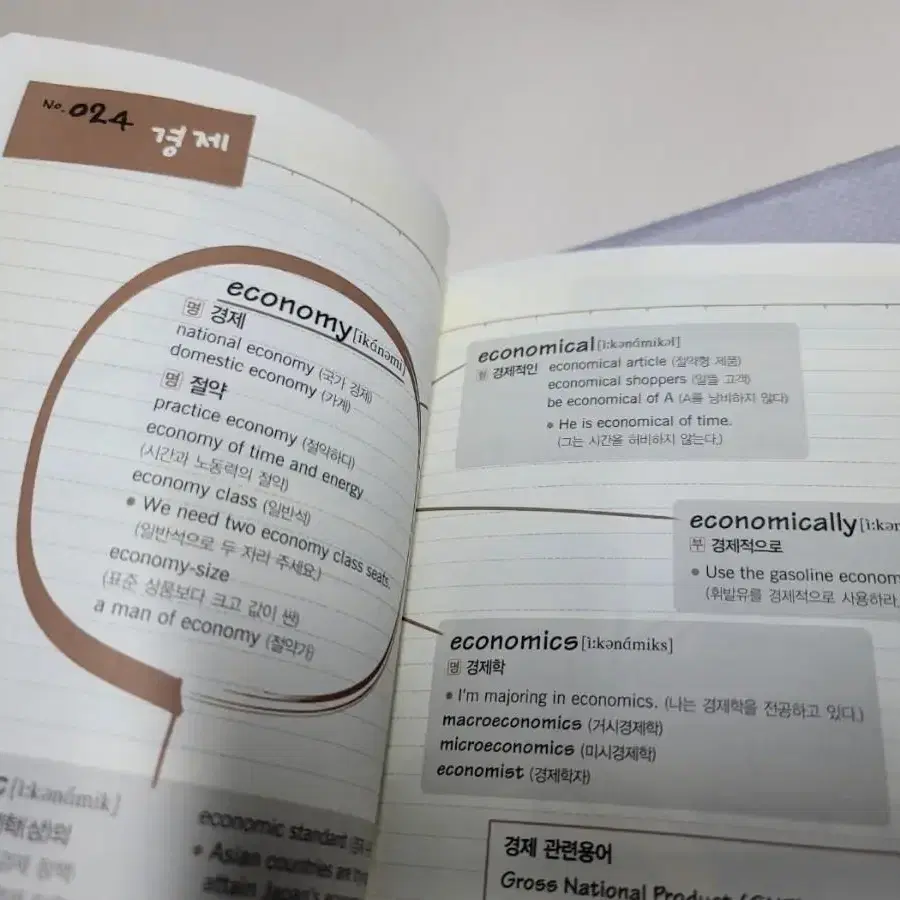 No. 024 경제
economy [ikánəmi]
명 경제
national economy (국가 경제)
domestic economy (가계)
명 절약
practice economy (절약하다)
economy of time and energy
(시간과 노동력의 절약)
economy class (일반석)
• We need two economy class seats.
(일반석으로 두 자리 주세요.)
economy-size
(표준 상품보다 크고 값이 싼)
a man of economy (절약가)
[ì:kənámik]
economic standard
• Asian countries are
attain Japan's
economical [ì:kənámikəl]
형 경제적인 economical article (절약형 제품)
economical shoppers (알뜰 고객)
be economical of A (A를 낭비하지 않다)
• He is economical of time.
(그는 시간을 허비하지 않는다.)
economically [ì:kən
부 경제적으로
• Use the gasoline econom
(휘발유를 경제적으로 사용하라.
economics [ì:kənámiks]
명 경제학
• I'm majoring in economics. (나는 경제학을 전공하고 있다.)
macroeconomics (거시경제학)
microeconomics (미시경제학)
economist (경제학자)
경제 관련용어
Gross National Product